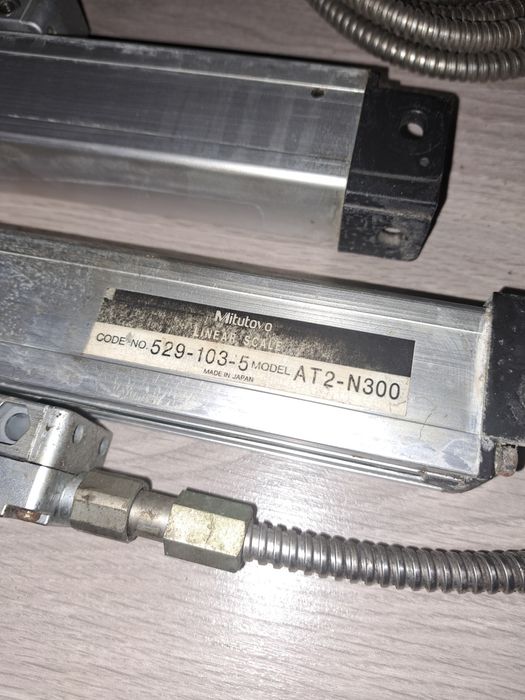 Mitutoyo
LINEAR SCALE
CODE NO 529-103-5 MODEL AT2-N300
MADE IN JAPAN